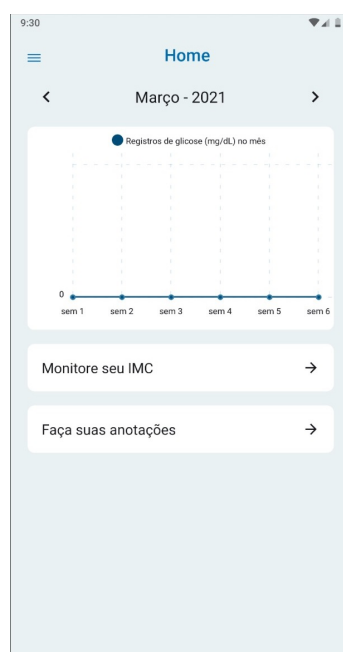 9:30
Home
Março - 2021
Registros de glicose (mg/dL) no mês
0
sem 1 sem 2 sem 3 sem 4 sem 5 sem 6
Monitore seu IMC
Faça suas anotações